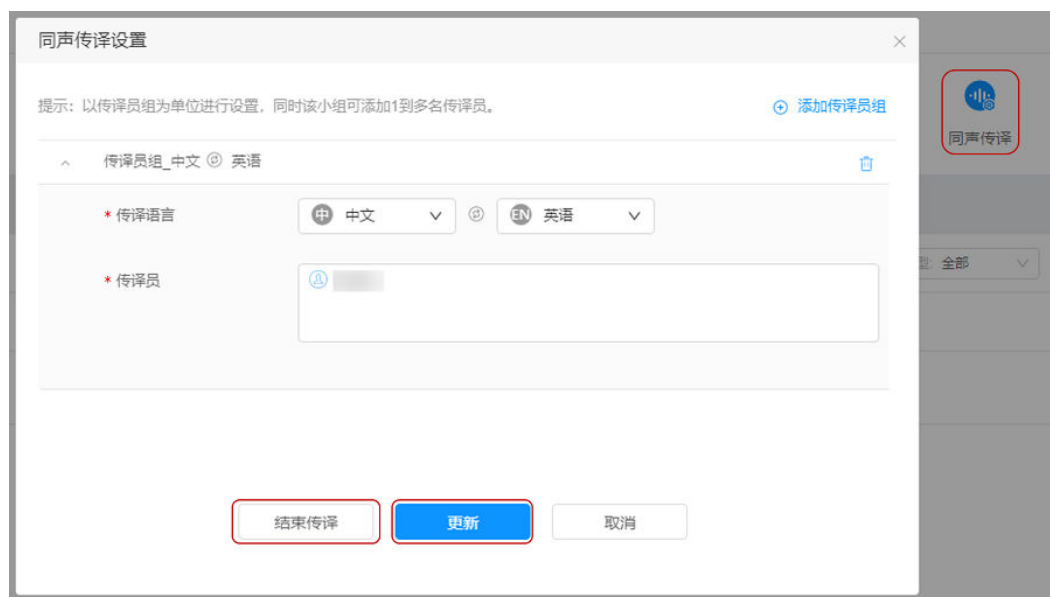 同声传译设置
提示：以传译员组为单位进行设置，同时该小组可添加1到多名传译员。
添加传译员组
同声传译
传译员组_中文 英语
* 传译语言
中 中文
EN 英语
* 传译员
型: 全部
结束传译
更新
取消